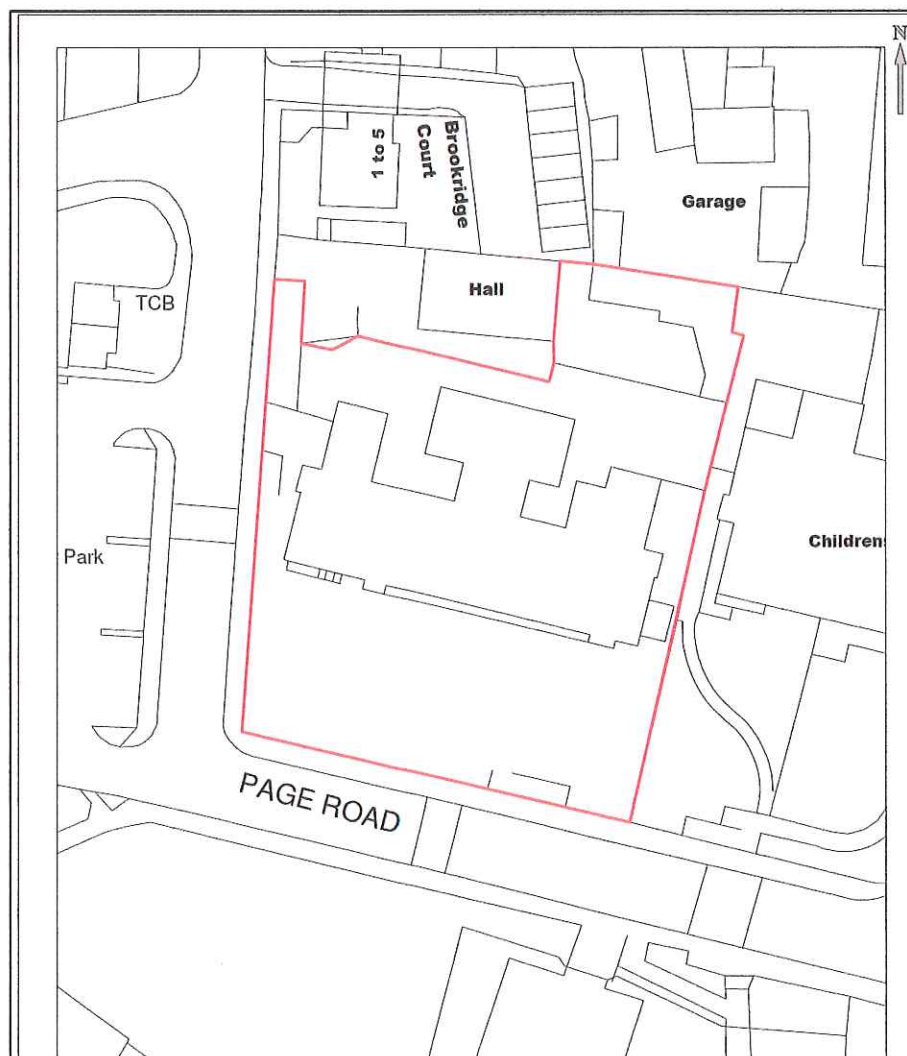 N
1 to 5
Brookridge
Court
Garage
Hall
TCB
Park
Childrens
PAGE ROAD